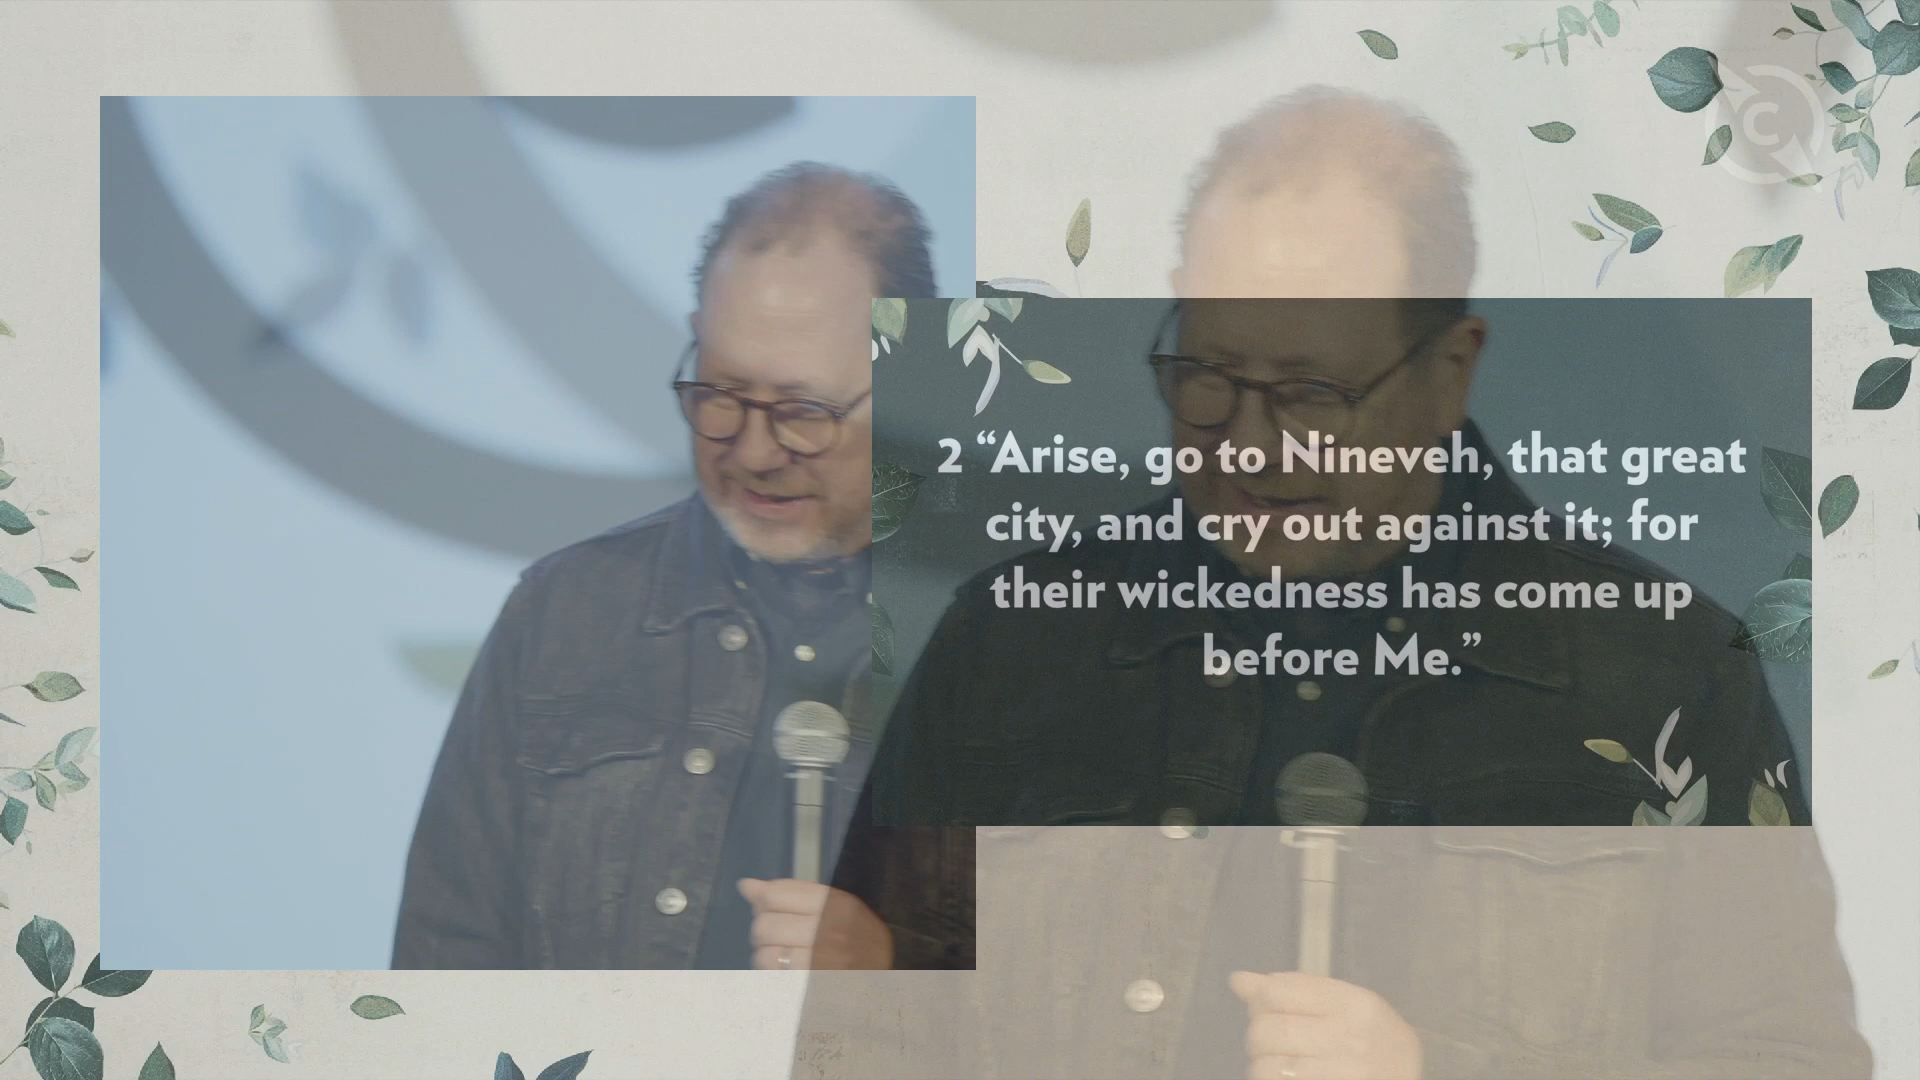 2 “Arise, go to Nineveh, that great
city, and cry out against it; for
their wickedness has come up
before Me.”
C